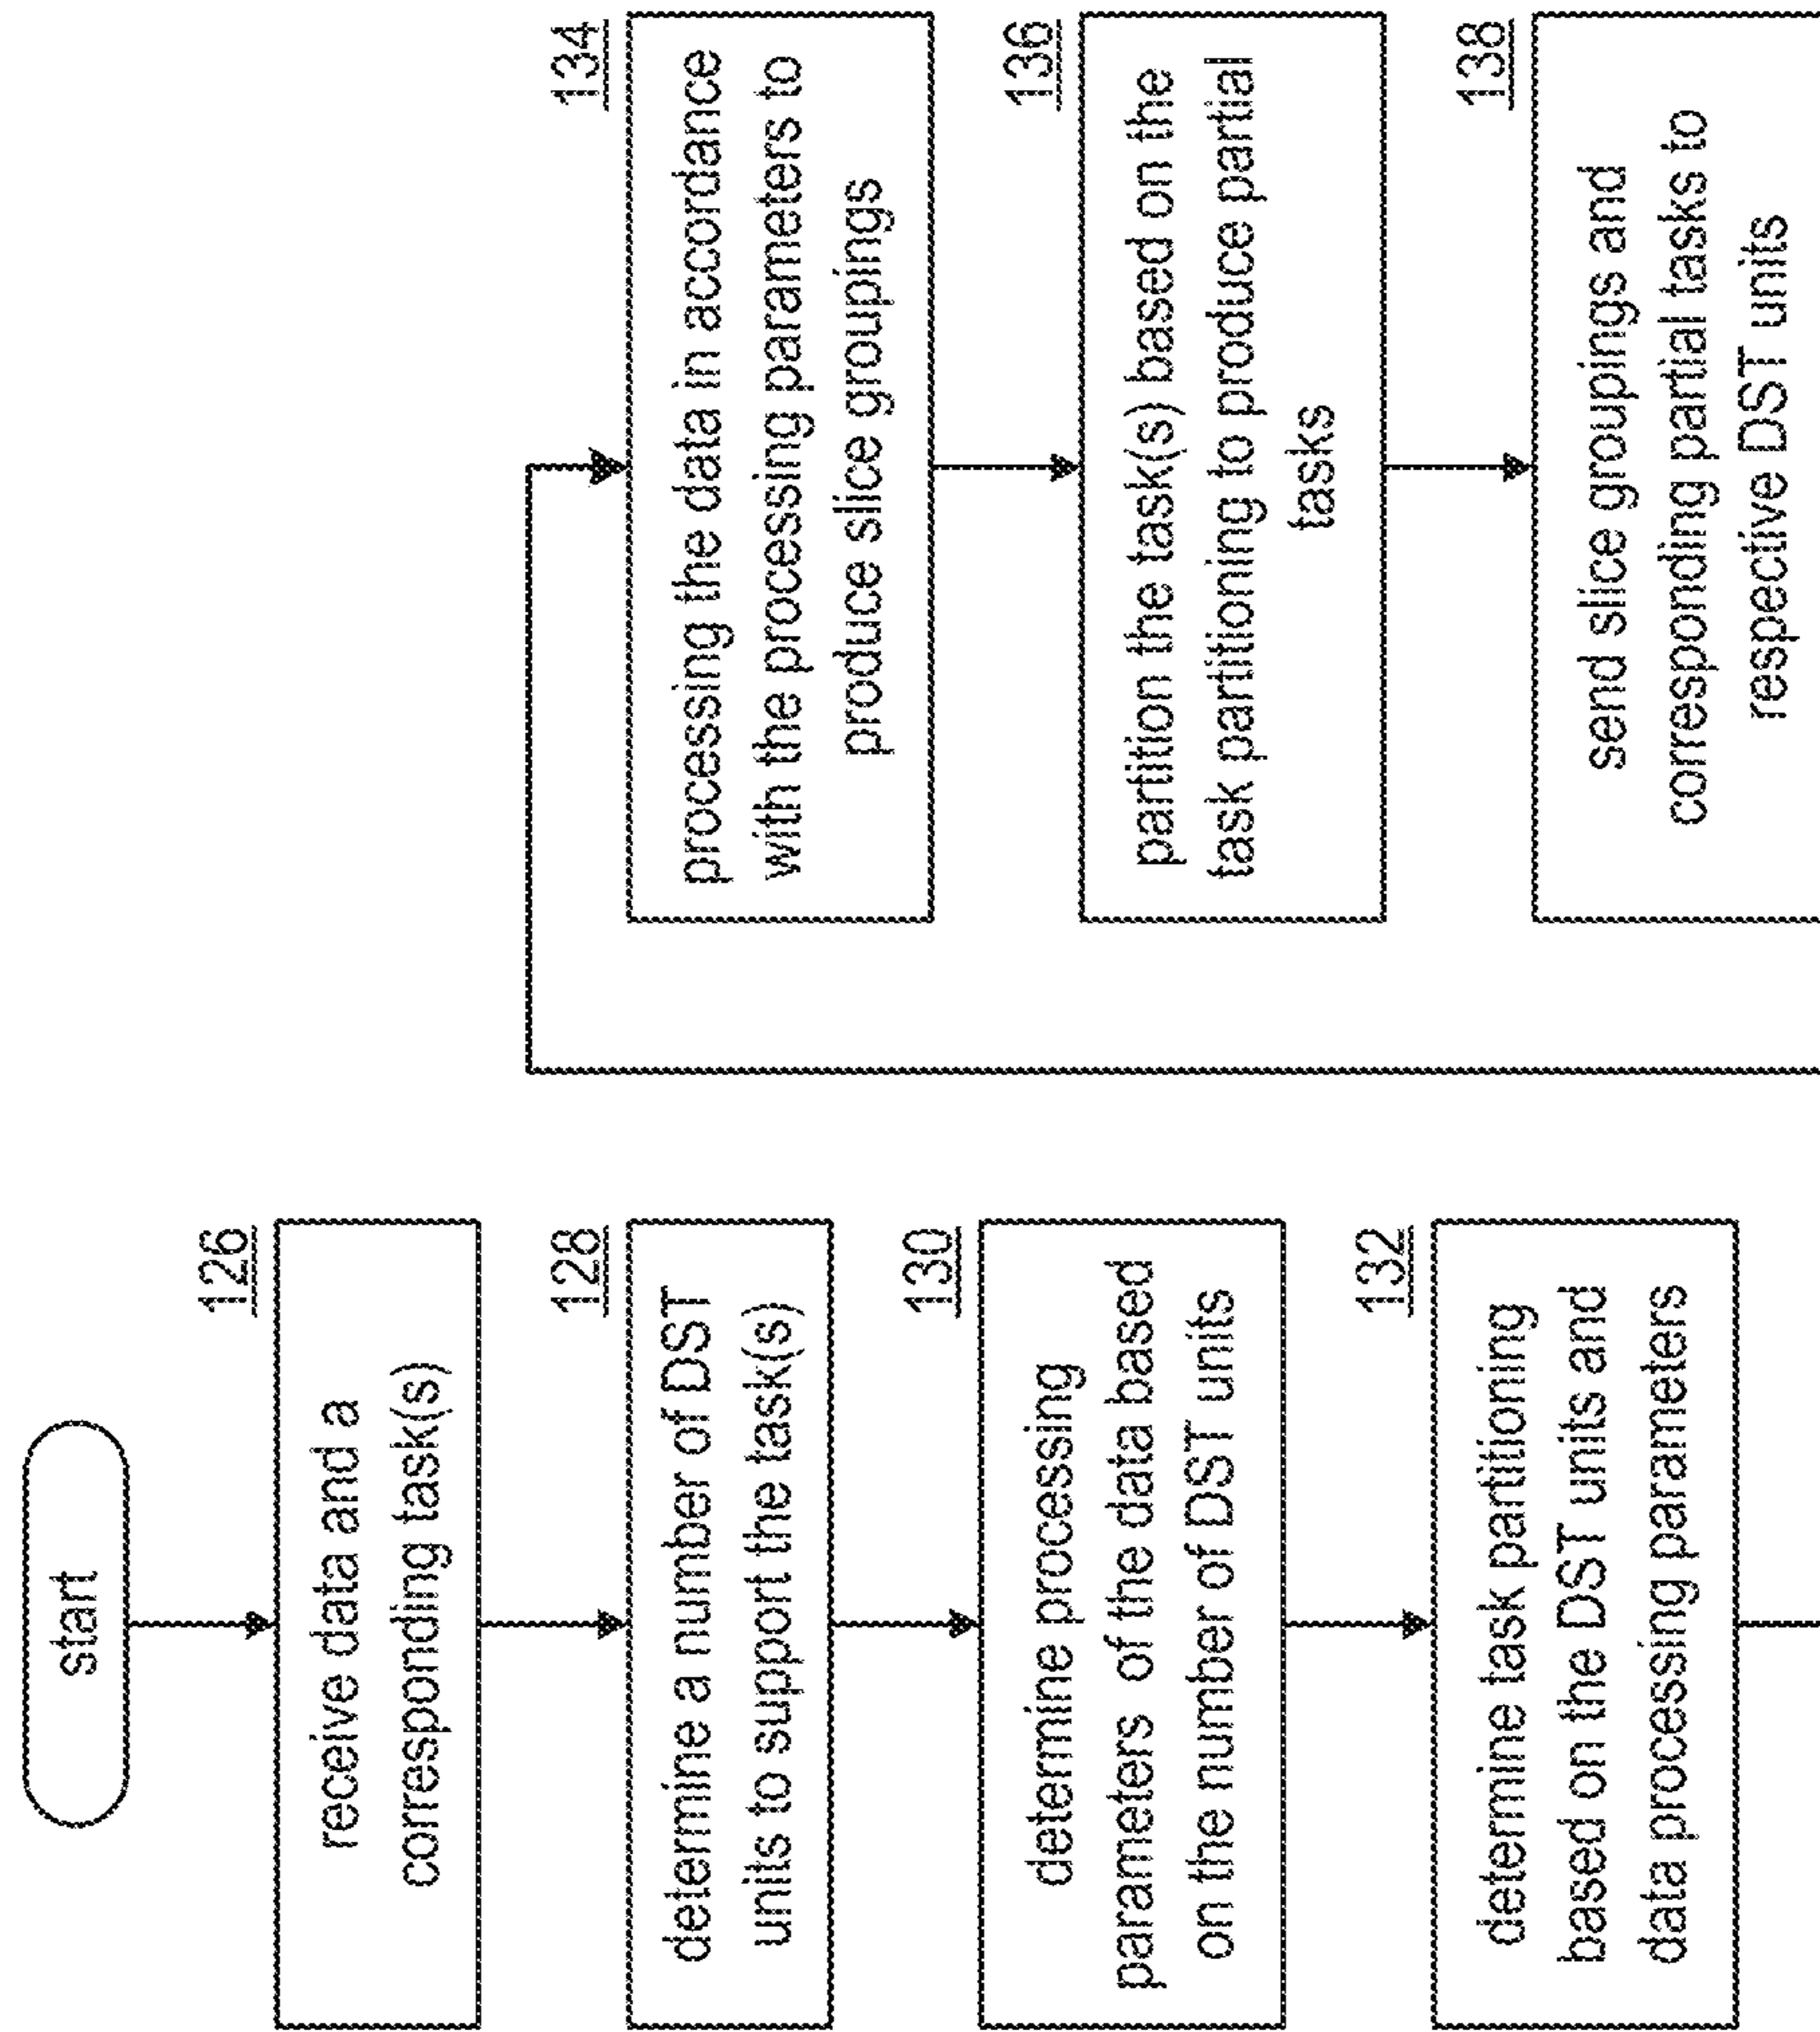 start
126
receive data and a
corresponding task(s)
128
determine a number of DST
units to support the task(s)
130
determine processing
parameters of the data based
on the number of DST units
132
determine task partitioning
based on the DST units and
data processing parameters
134
processing the data in accordance
with the processing parameters to
produce slice groupings
136
partition the task(s) based on the
task partitioning to produce partial
tasks
138
send slice groupings and
corresponding partial tasks to
respective DST units